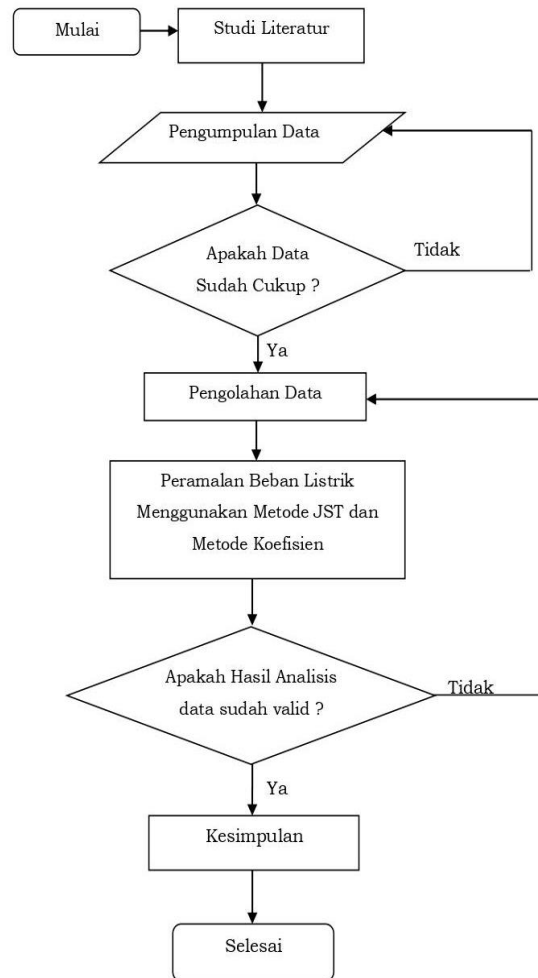 Mulai
Studi Literatur
Pengumpulan Data
Apakah Data
Sudah Cukup ?
Tidak
Ya
Pengolahan Data
Peramalan Beban Listrik
Menggunakan Metode JST dan
Metode Koefisien
Apakah Hasil Analisis
data sudah valid ?
Tidak
Ya
Kesimpulan
Selesai